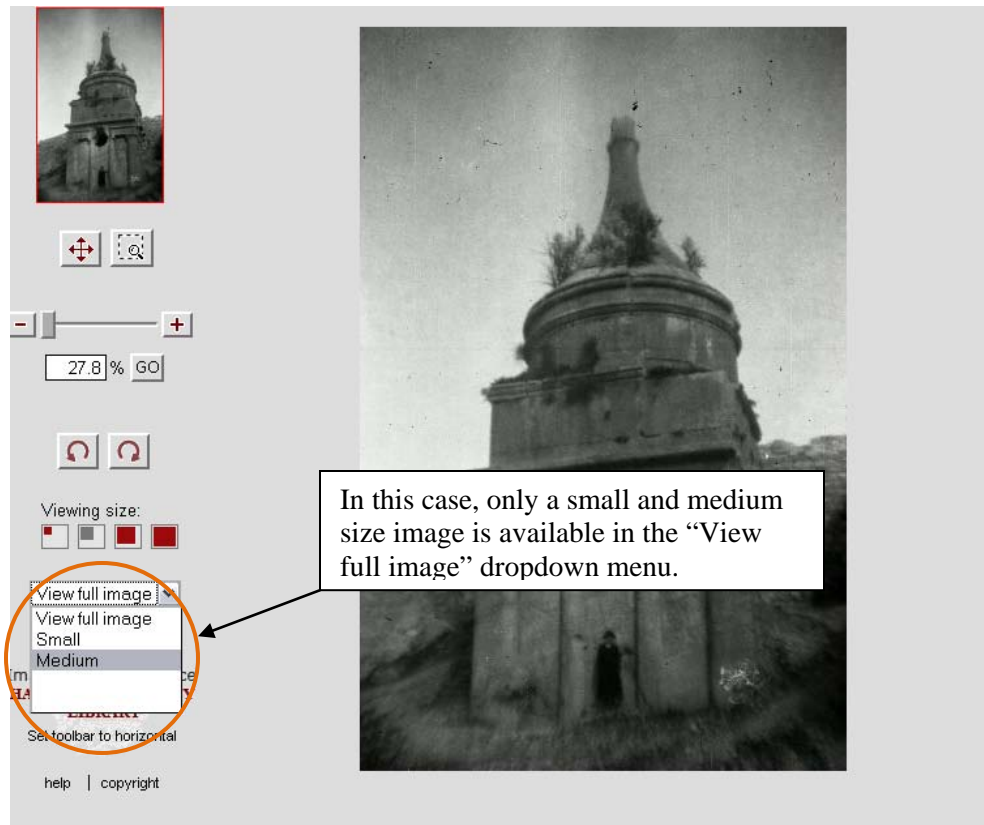 27.8 % GO
Viewing size:
In this case, only a small and medium
size image is available in the “View
full image” dropdown menu.
View full image
View full image
Small
Medium
LIBRARY
Set toolbar to horizontal
help | copyright